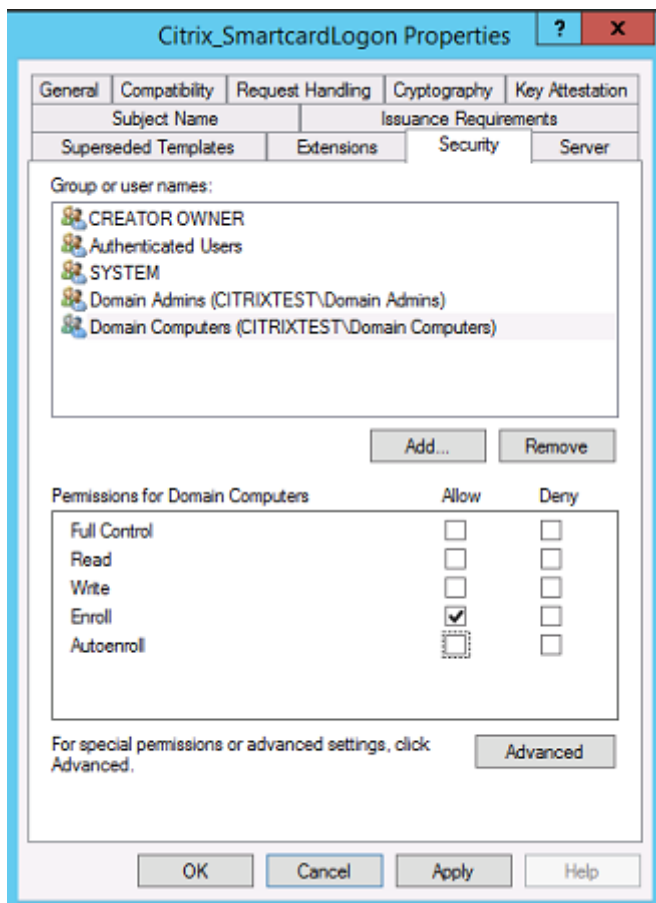 Citrix_SmartcardLogon Properties
?
x
General
Compatibility
Request Handling
Cryptography
Key Attestation
Subject Name
Issuance Requirements
Superseded Templates
Extensions
Security
Server
Group or user names:
CREATOR OWNER
Authenticated Users
SYSTEM
Domain Admins (CITRIXTEST\Domain Admins)
Domain Computers (CITRIXTEST\Domain Computers)
Add...
Remove
Permissions for Domain Computers
Allow
Deny
Full Control
Read
Write
Enroll
Autoenroll
For special permissions or advanced settings, click
Advanced.
Advanced
OK
Cancel
Apply
Help